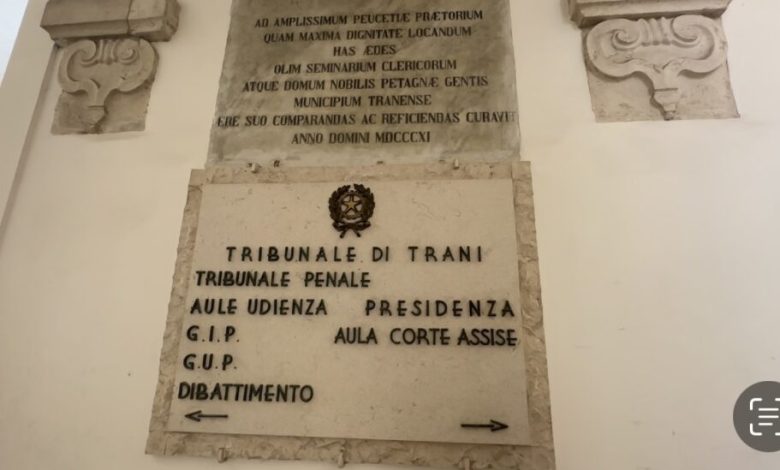 AD AMPLISSIMUM PEUCETIÆ PRÆTORIUM
QUAM MAXIMA DIGNITATE LOCANDUM
HAS ÆDES
OLIM SEMINARIUM CLERICORUM
ATQUE DOMUM NOBILIS PETAGNÆ GENTIS
MUNICIPIUM TRANENSE
ERE SUO COMPARANDAS AC REFICIENDAS CURAVIT
ANNO DOMINI MDCCCXI
TRIBUNALE DI TRANI
TRIBUNALE PENALE
AULE UDIENZA PRESIDENZA
G.I.P. AULA CORTE ASSISE
G.U.P.
DIBATTIMENTO